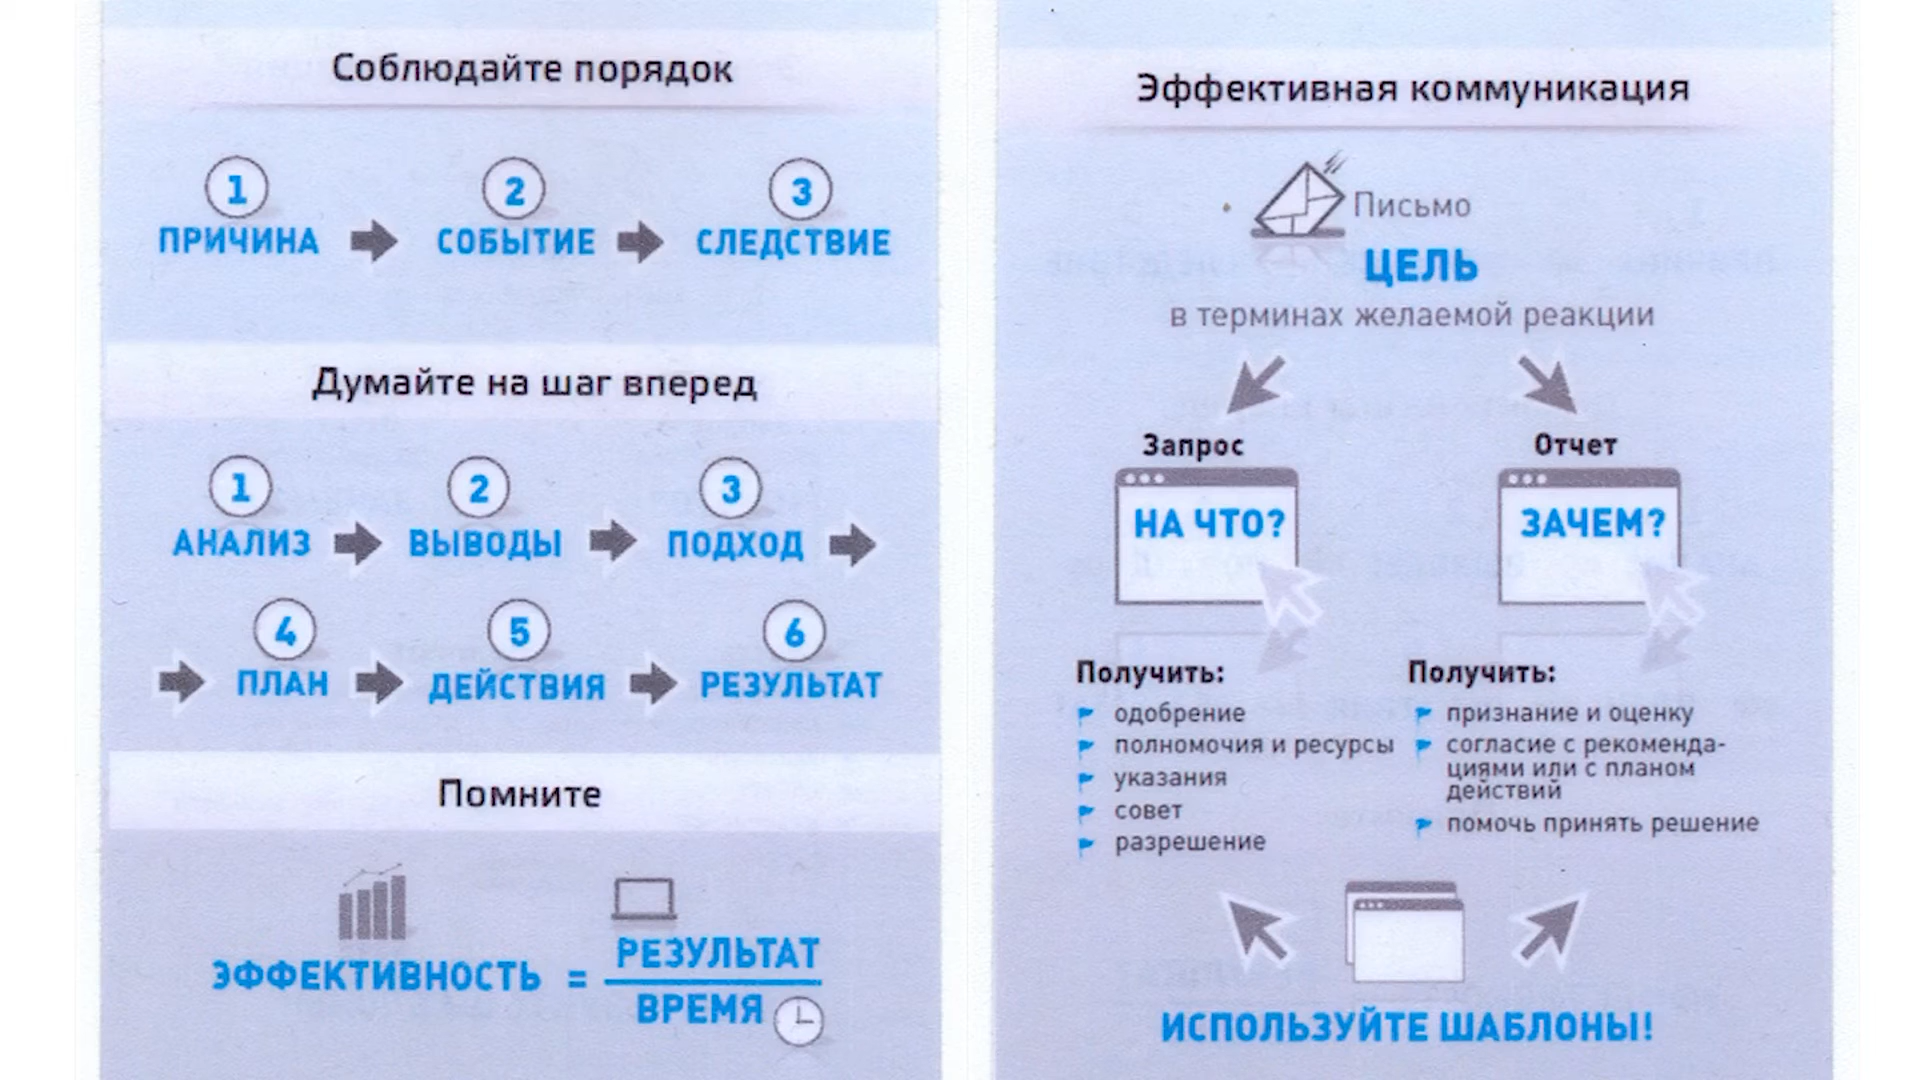 Соблюдайте порядок
1 2 3
ПРИЧИНА СОБЫТИЕ СЛЕДСТВИЕ
Думайте на шаг вперед
1 2 3
АНАЛИЗ ВЫВОДЫ ПОДХОД
4 5 6
ПЛАН ДЕЙСТВИЯ РЕЗУЛЬТАТ
Помните
ЭФФЕКТИВНОСТЬ = РЕЗУЛЬТАТ
ВРЕМЯ
Эффективная коммуникация
Письмо
ЦЕЛЬ
в терминах желаемой реакции
Запрос
НА ЧТО?
Получить:
одобрение
полномочия и ресурсы
указания
совет
разрешение
Отчет
ЗАЧЕМ?
Получить:
признание и оценку
согласие с рекоменда-
циями или с планом
действий
помочь принять решение
ИСПОЛЬЗУЙТЕ ШАБЛОНЫ!